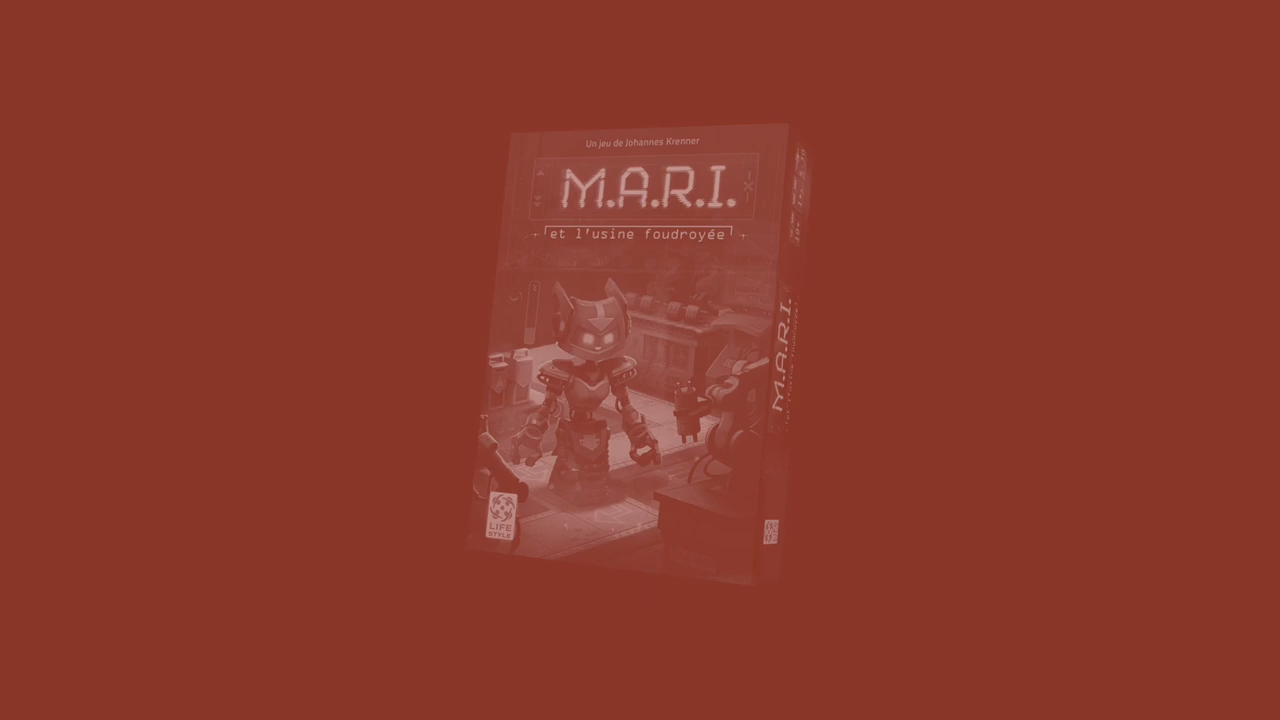 Un jeu de Johannes Krenner
M.A.R.I.
et l'usine foudroyée
LIFE
STYLE
M.A.R.I.